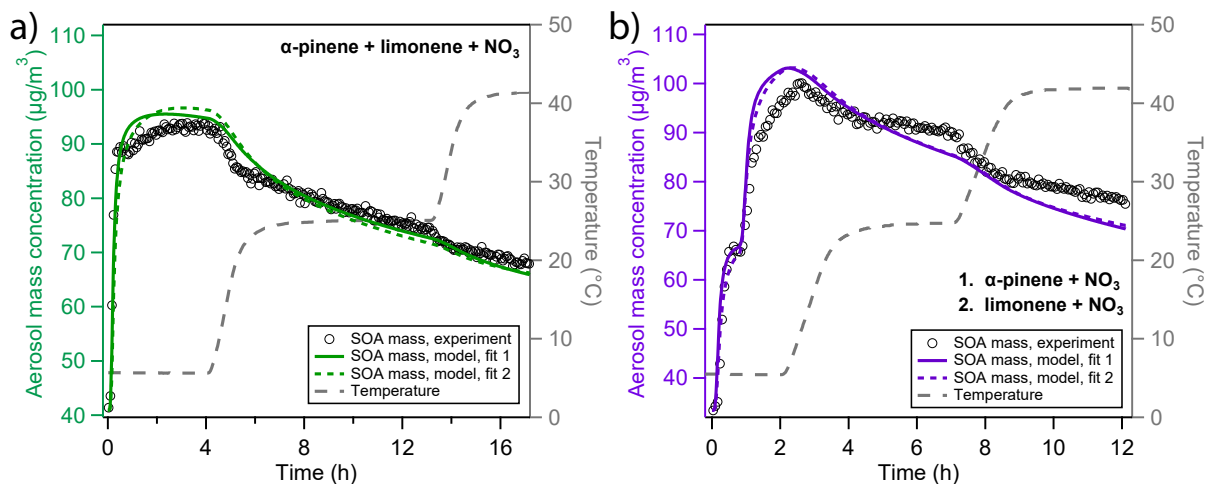 a)
α-pinene + limonene + NO3
Aerosol mass concentration (µg/m3)
110
100
90
80
70
60
50
40
50
40
30
20
10
0
Temperature (°C)
SOA mass, experiment
SOA mass, model, fit 1
SOA mass, model, fit 2
Temperature
0
4
8
12
16
Time (h)
b)
Aerosol mass concentration (µg/m3)
110
100
90
80
70
60
50
40
50
40
30
20
10
0
Temperature (°C)
1. α-pinene + NO3
2. limonene + NO3
SOA mass, experiment
SOA mass, model, fit 1
SOA mass, model, fit 2
Temperature
0
2
4
6
8
10
12
Time (h)